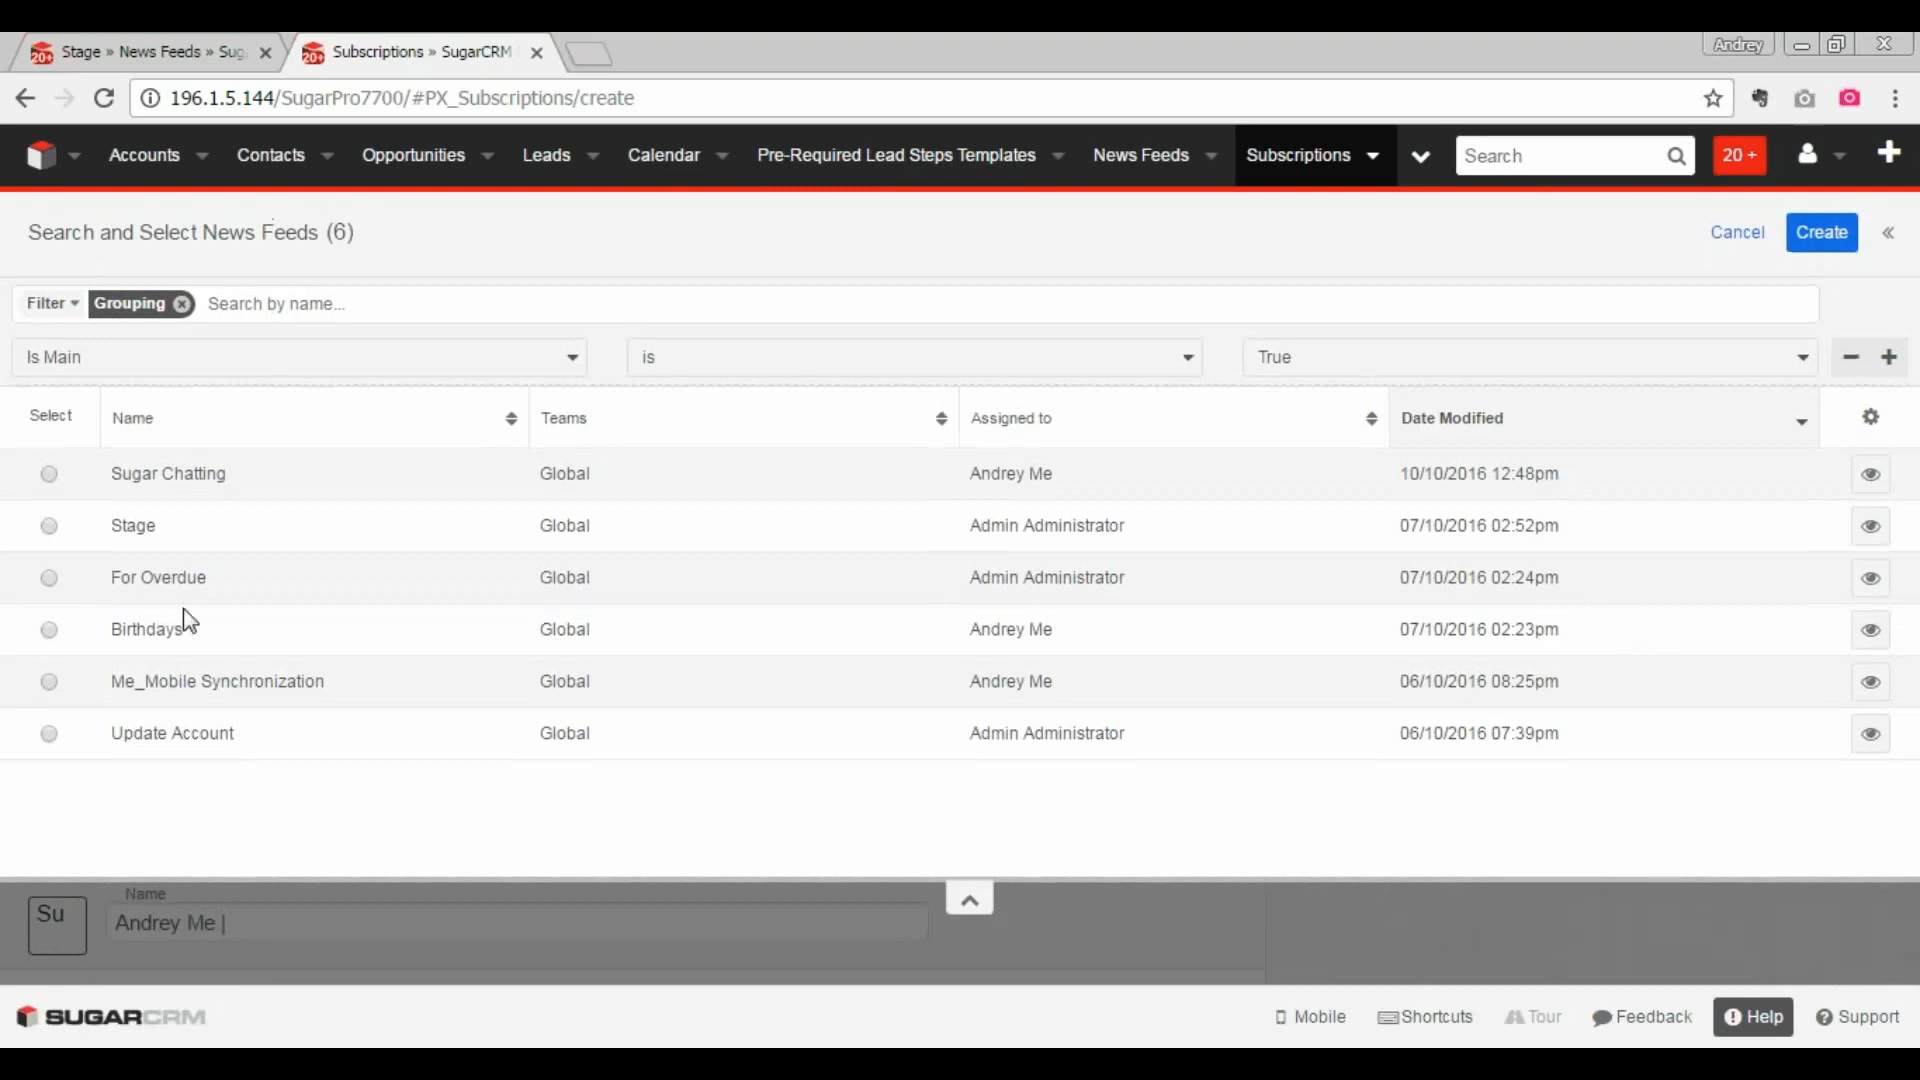 Stage » News Feeds » Sug
Subscriptions » SugarCRM
Andrey
196.1.5.144/SugarPro7700/#PX_Subscriptions/create
Accounts Contacts Opportunities Leads Calendar Pre-Required Lead Steps Templates News Feeds Subscriptions Search 20 +
Search and Select News Feeds (6) Cancel Create
Filter Grouping Search by name...
Is Main is True
Select Name Teams Assigned to Date Modified
Sugar Chatting Global Andrey Me 10/10/2016 12:48pm
Stage Global Admin Administrator 07/10/2016 02:52pm
For Overdue Global Admin Administrator 07/10/2016 02:24pm
Birthdays Global Andrey Me 07/10/2016 02:23pm
Me_Mobile Synchronization Global Andrey Me 06/10/2016 08:25pm
Update Account Global Admin Administrator 06/10/2016 07:39pm
Name
Su Andrey Me |
SUGARCRM Mobile Shortcuts Tour Feedback Help Support